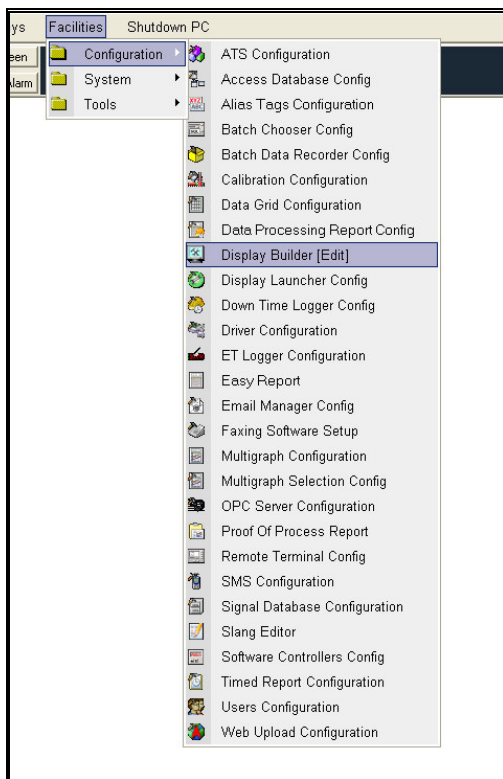 ys Facilities Shutdown PC
een
Alarm
Configuration
System
Tools
ATS Configuration
Access Database Config
Alias Tags Configuration
Batch Chooser Config
Batch Data Recorder Config
Calibration Configuration
Data Grid Configuration
Data Processing Report Config
Display Builder [Edit]
Display Launcher Config
Down Time Logger Config
Driver Configuration
ET Logger Configuration
Easy Report
Email Manager Config
Faxing Software Setup
Multigraph Configuration
Multigraph Selection Config
OPC Server Configuration
Proof Of Process Report
Remote Terminal Config
SMS Configuration
Signal Database Configuration
Slang Editor
Software Controllers Config
Timed Report Configuration
Users Configuration
Web Upload Configuration